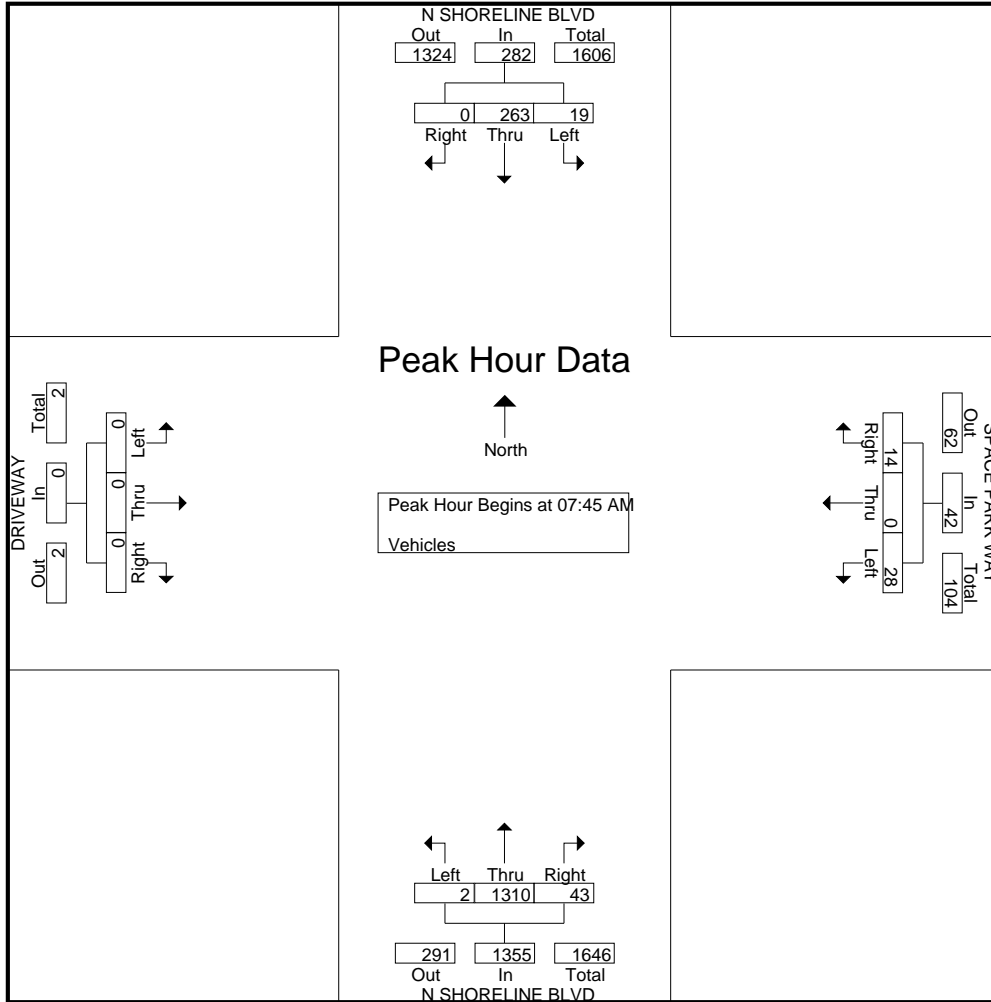 N SHORELINE BLVD
Out In Total
1324 282 1606
0 263 19
Right Thru Left
Peak Hour Data
North
Peak Hour Begins at 07:45 AM
Vehicles
DRIVEWAY
Out In Total
2 0 2
0 0 0
Right Thru Left
SPACE PARK WAY
Out In Total
62 42 104
14 0 28
Right Thru Left
Left Thru Right
2 1310 43
291 1355 1646
Out In Total
N SHORELINE BLVD